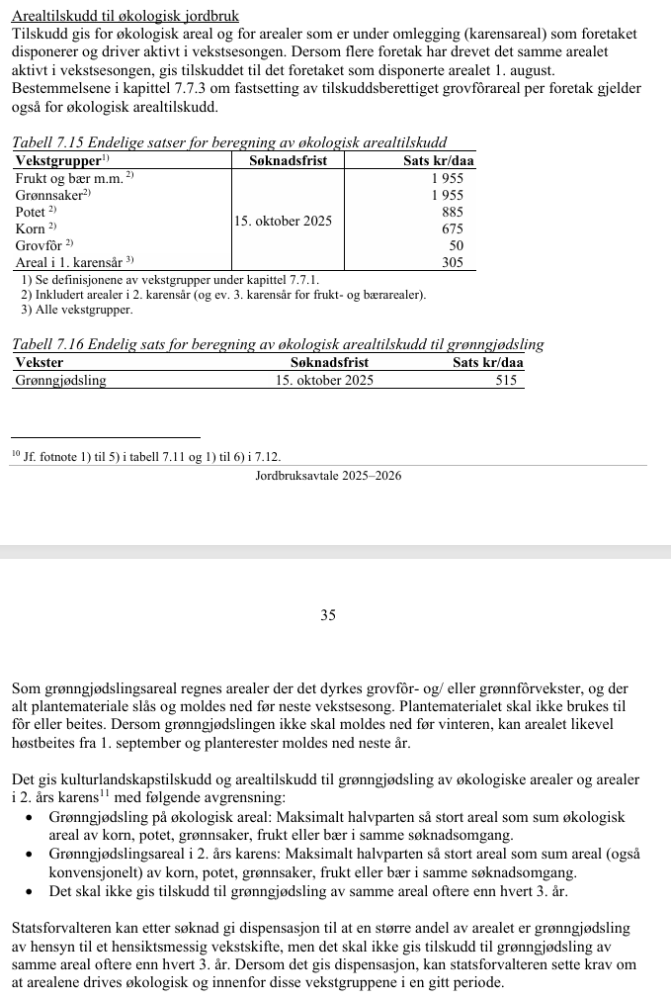 Arealtilskudd til økologisk jordbruk
Tilskudd gis for økologisk areal og for arealer som er under omlegging (karensareal) som foretaket
disponerer og driver aktivt i vekstsesongen. Dersom flere foretak har drevet det samme arealet
aktivt i vekstsesongen, gis tilskuddet til det foretaket som disponerte arealet 1. august.
Bestemmelsene i kapittel 7.7.3 om fastsetting av tilskuddsberettiget grovfôrareal per foretak gjelder
også for økologisk arealtilskudd.
Tabell 7.15 Endelige satser for beregning av økologisk arealtilskudd
Vekstgrupper1) Søknadsfrist Sats kr/daa
Frukt og bær m.m. 2) 1 955
Grønnsaker2) 1 955
Potet 2) 885
15. oktober 2025
Korn 2) 675
Grovfôr 2) 50
Areal i 1. karensår 3) 305
1) Se definisjonene av vekstgrupper under kapittel 7.7.1.
2) Inkludert arealer i 2. karensår (og ev. 3. karensår for frukt- og bærarealer).
3) Alle vekstgrupper.
Tabell 7.16 Endelig sats for beregning av økologisk arealtilskudd til grønngjødsling
Vekster Søknadsfrist Sats kr/daa
Grønngjødsling 15. oktober 2025 515
10 Jf. fotnote 1) til 5) i tabell 7.11 og 1) til 6) i 7.12.
Jordbruksavtale 2025–2026
35
Som grønngjødslingsareal regnes arealer der det dyrkes grovfôr- og/ eller grønnfôrvekster, og der
alt plantemateriale slås og moldes ned før neste vekstsesong. Plantematerialet skal ikke brukes til
fôr eller beites. Dersom grønngjødslingen ikke skal moldes ned før vinteren, kan arealet likevel
høstbeites fra 1. september og planterester moldes ned neste år.
Det gis kulturlandskapstilskudd og arealtilskudd til grønngjødsling av økologiske arealer og arealer
i 2. års karens11 med følgende avgrensning:
• Grønngjødsling på økologisk areal: Maksimalt halvparten så stort areal som sum økologisk
areal av korn, potet, grønnsaker, frukt eller bær i samme søknadsomgang.
• Grønngjødslingsareal i 2. års karens: Maksimalt halvparten så stort areal som sum areal (også
konvensjonelt) av korn, potet, grønnsaker, frukt eller bær i samme søknadsomgang.
• Det skal ikke gis tilskudd til grønngjødsling av samme areal oftere enn hvert 3. år.
Statsforvalteren kan etter søknad gi dispensasjon til at en større andel av arealet er grønngjødsling
av hensyn til et hensiktsmessig vekstskifte, men det skal ikke gis tilskudd til grønngjødsling av
samme areal oftere enn hvert 3. år. Dersom det gis dispensasjon, kan statsforvalteren sette krav om
at arealene drives økologisk og innenfor disse vekstgruppene i en gitt periode.